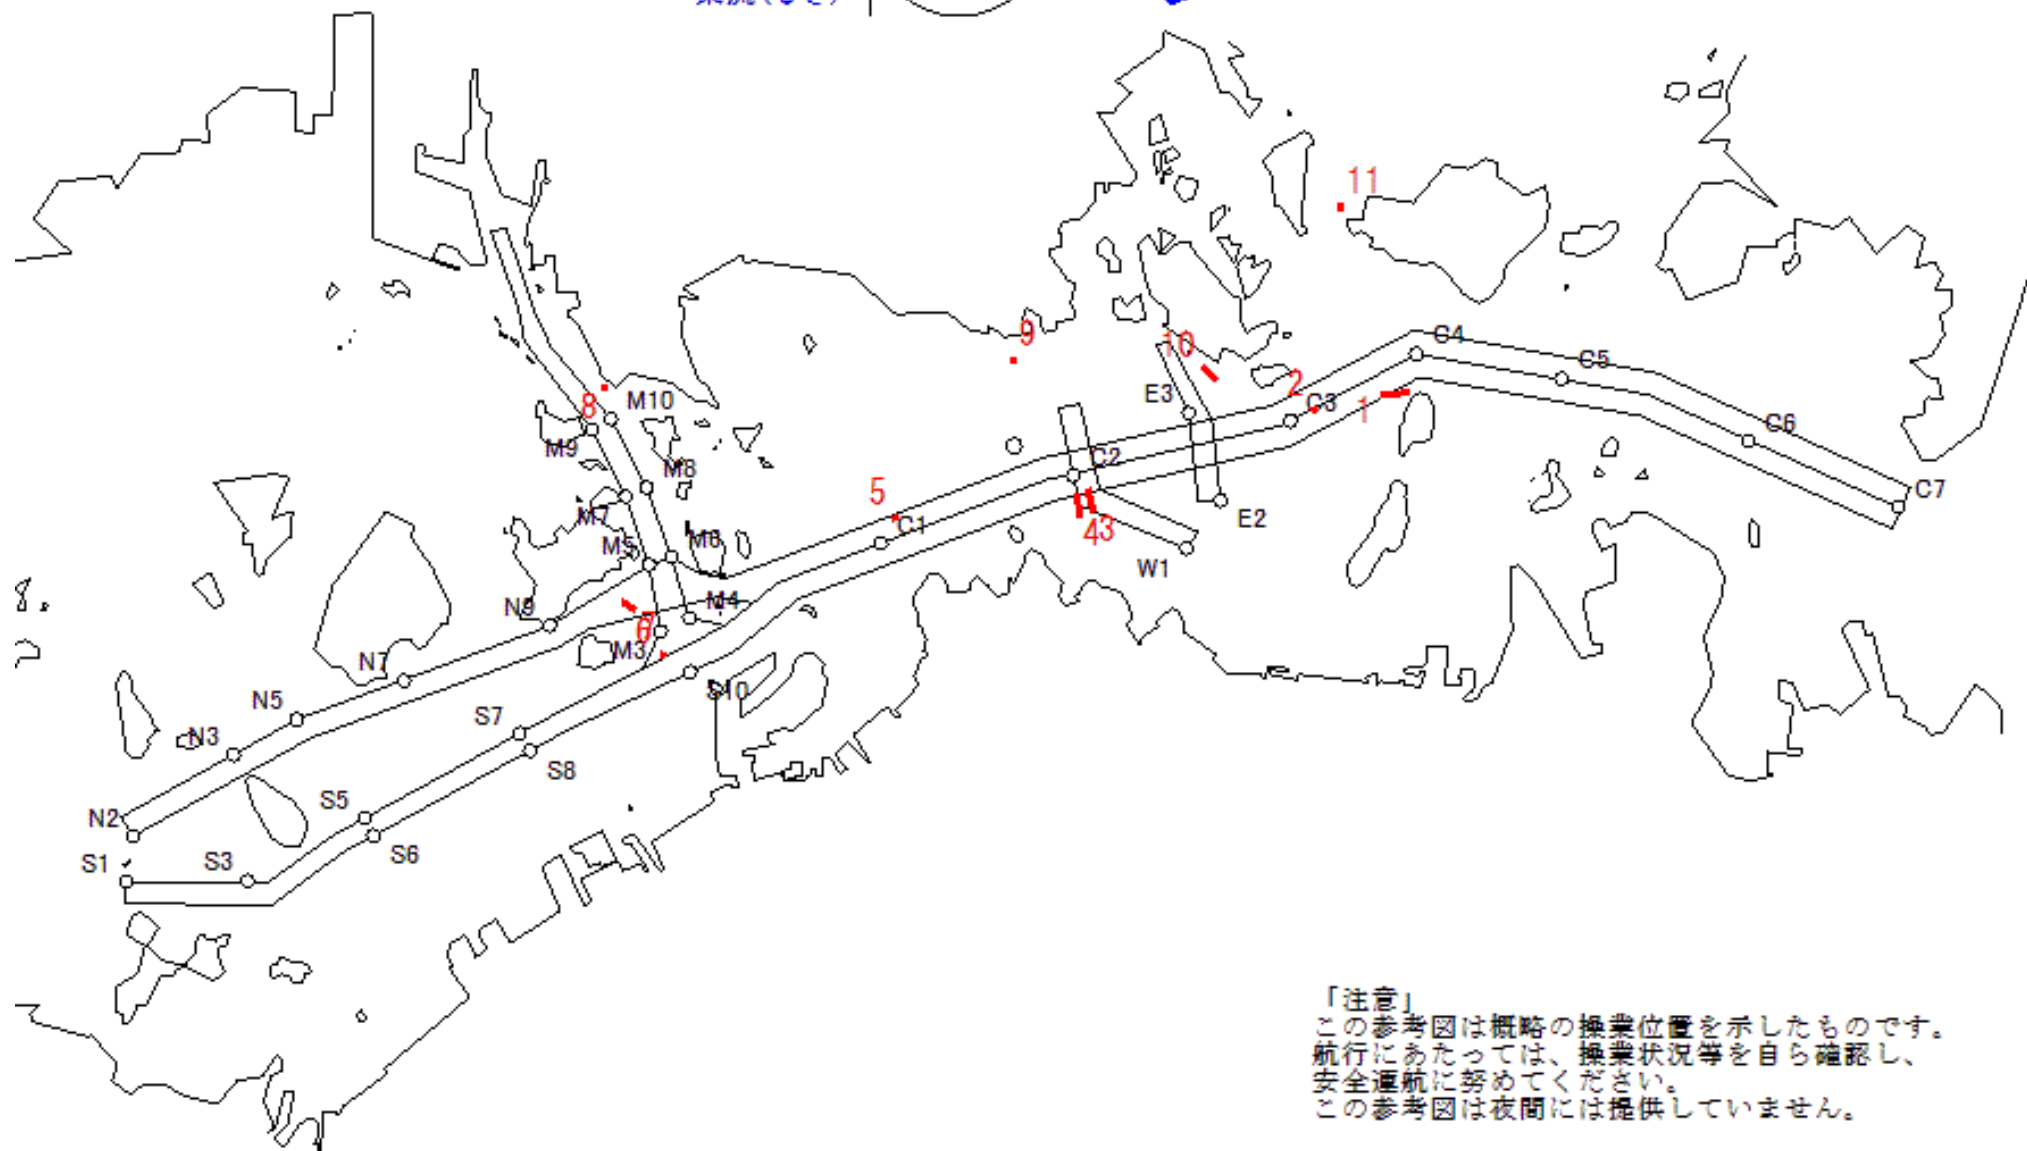 11
9
10
C4
C5
2
C3
1
8
M10
E3
C6
M9
M8
C2
C7
5
C1
E2
M7
43
M5
M6
W1
N9
M4
6
M3
N7
S10
N5
S7
N3
S8
S5
N2
S6
S1
S3
「注意」
この参考図は概略の操業位置を示したものです。
航行にあたっては、操業状況等を自ら確認し、
安全運航に努めてください。
この参考図は夜間には提供していません。